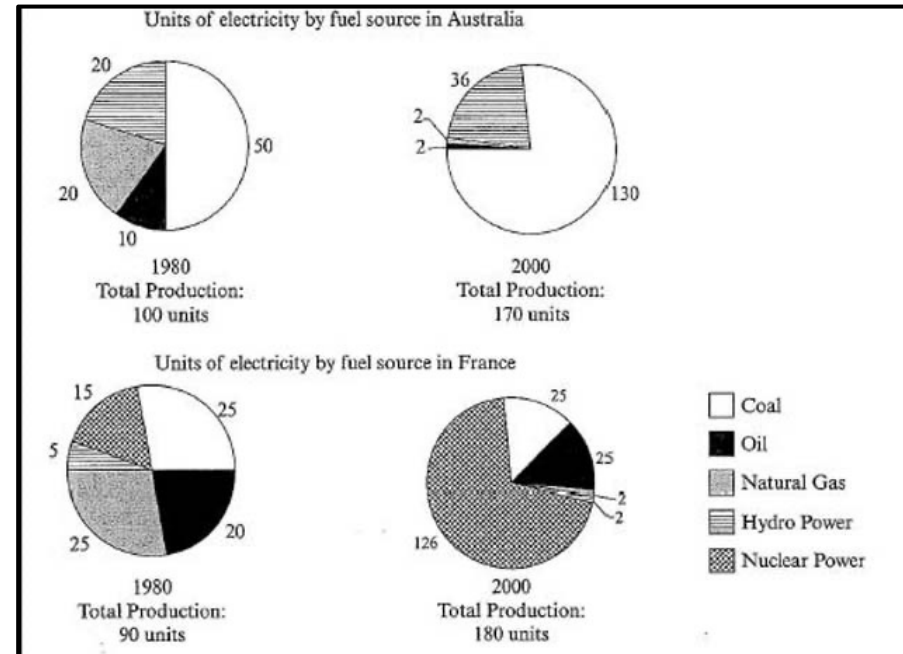 Units of electricity by fuel source in Australia
20
50
20
10
1980
Total Production:
100 units
36
2
2
130
2000
Total Production:
170 units
Units of electricity by fuel source in France
15
25
5
25
20
1980
Total Production:
90 units
25
25
2
2
126
2000
Total Production:
180 units
Coal
Oil
Natural Gas
Hydro Power
Nuclear Power